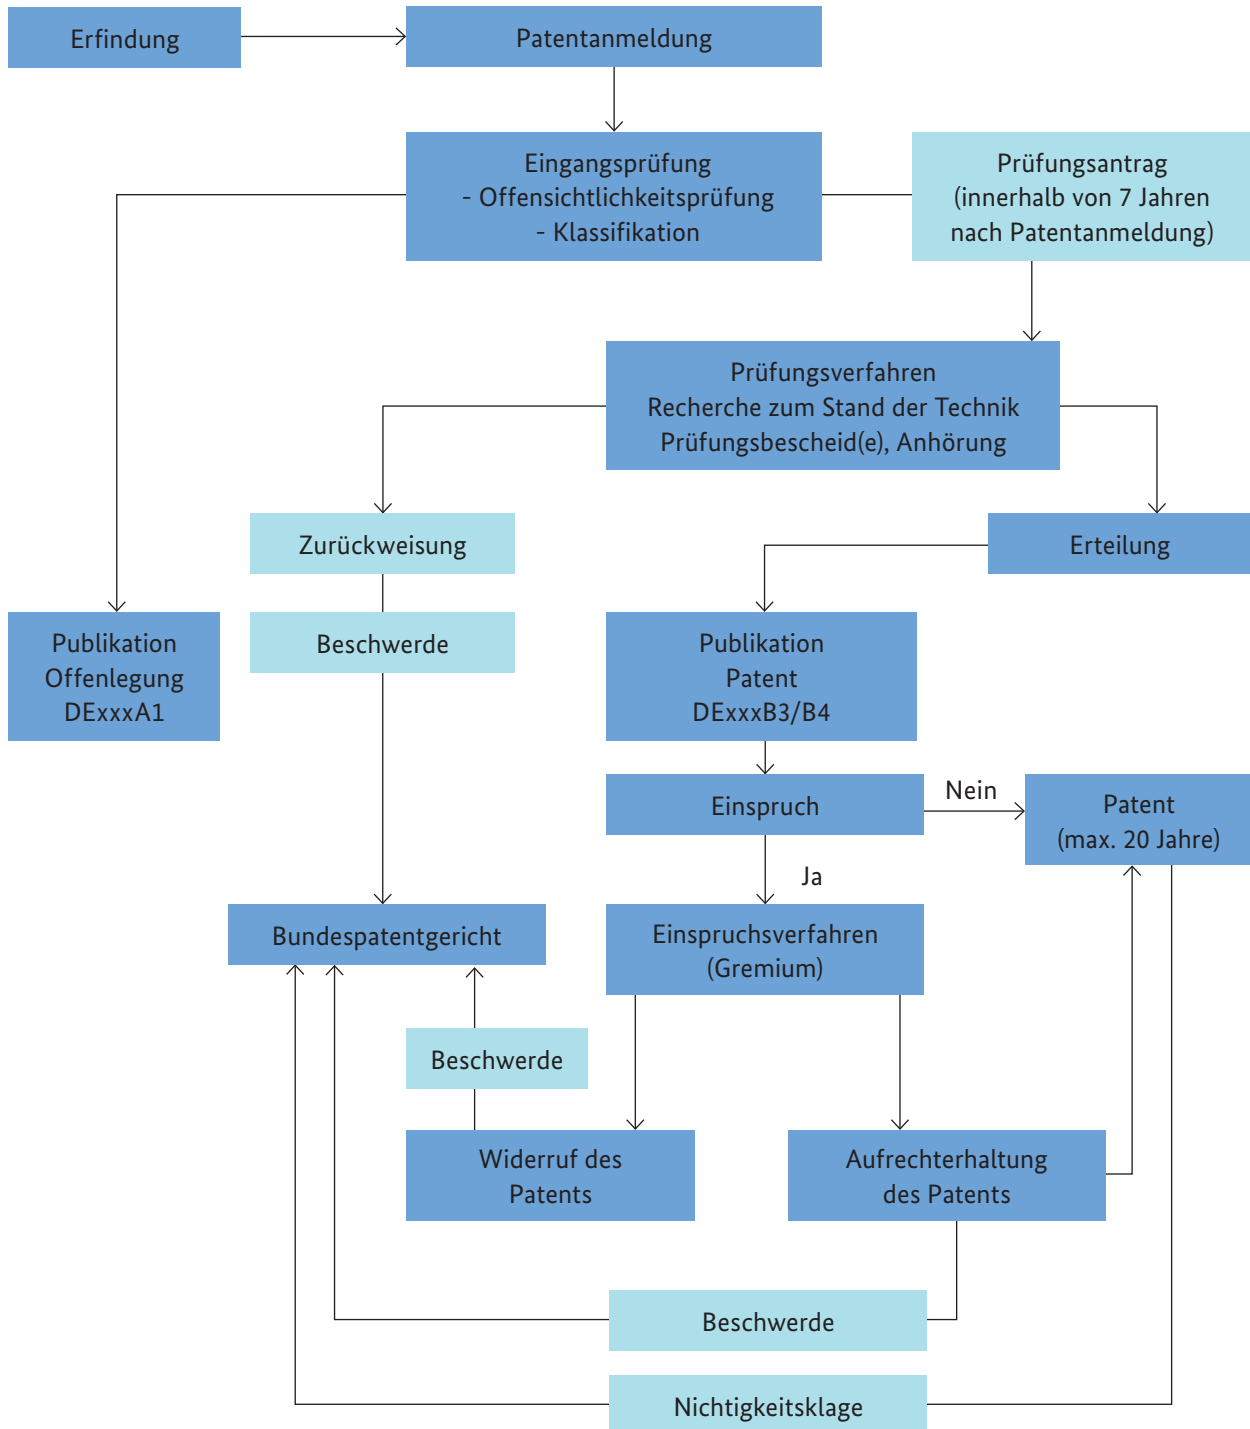 Erfindung
Patentanmeldung
Eingangsprüfung
- Offensichtlichkeitsprüfung
- Klassifikation
Prüfungsantrag
(innerhalb von 7 Jahren
nach Patentanmeldung)
Prüfungsverfahren
Recherche zum Stand der Technik
Prüfungsbescheid(e), Anhörung
Zurückweisung
Erteilung
Publikation
Offenlegung
DExxxA1
Beschwerde
Publikation
Patent
DExxxB3/B4
Einspruch
Nein
Patent
(max. 20 Jahre)
Ja
Bundespatentgericht
Einspruchsverfahren
(Gremium)
Beschwerde
Widerruf des
Patents
Aufrechterhaltung
des Patents
Beschwerde
Nichtigkeitsklage